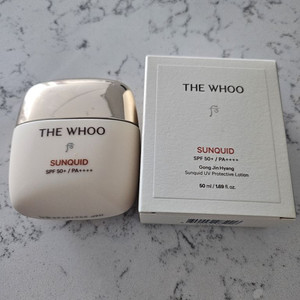 THE WHOO
SUNQUID
SPF 50+ / PA++++
THE WHOO
SUNQUID
SPF 50+ / PA++++
Gong Jin Hyang
Sunquid UV Protective Lotion
50 ml / 1.69 fl. oz.